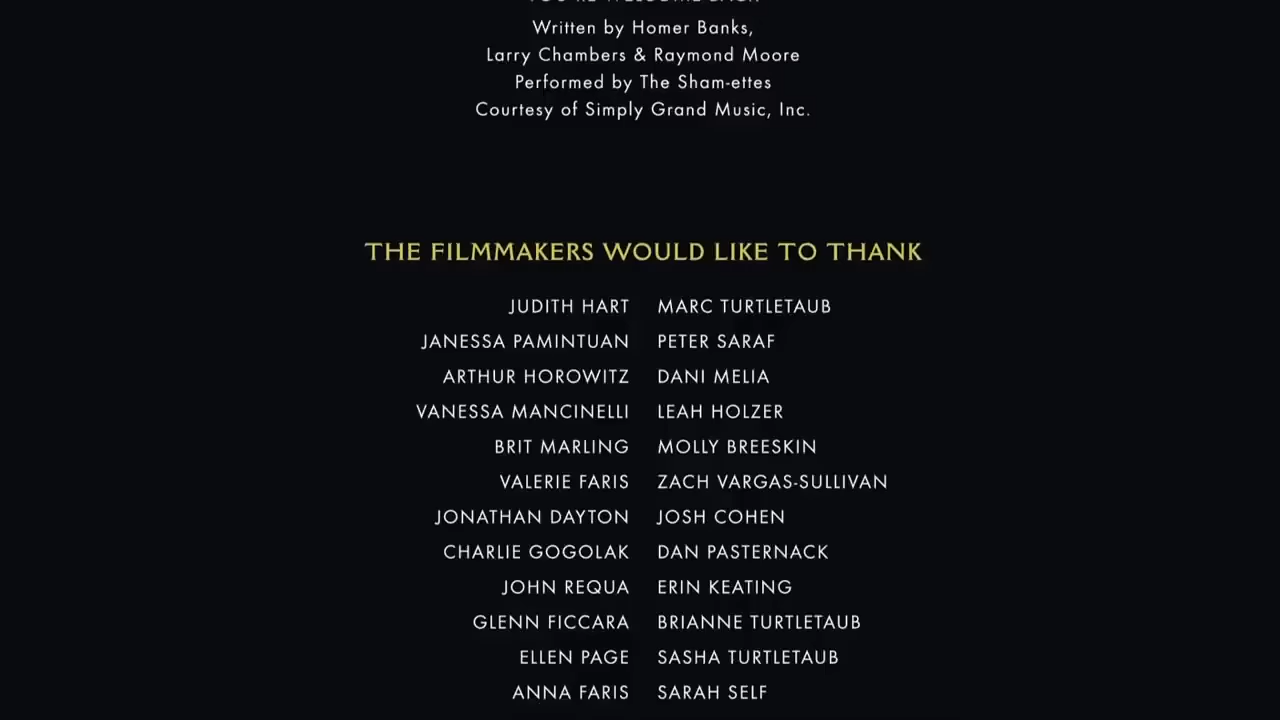 Written by Homer Banks,
Larry Chambers & Raymond Moore
Performed by The Sham-ettes
Courtesy of Simply Grand Music, Inc.
THE FILMMAKERS WOULD LIKE TO THANK
JUDITH HART MARC TURTLETAUB
JANESSA PAMINTUAN PETER SARAF
ARTHUR HOROWITZ DANI MELIA
VANESSA MANCINELLI LEAH HOLZER
BRIT MARLING MOLLY BREESKIN
VALERIE FARIS ZACH VARGAS-SULLIVAN
JONATHAN DAYTON JOSH COHEN
CHARLIE GOGOLAK DAN PASTERNACK
JOHN REQUA ERIN KEATING
GLENN FICCARA BRIANNE TURTLETAUB
ELLEN PAGE SASHA TURTLETAUB
ANNA FARIS SARAH SELF